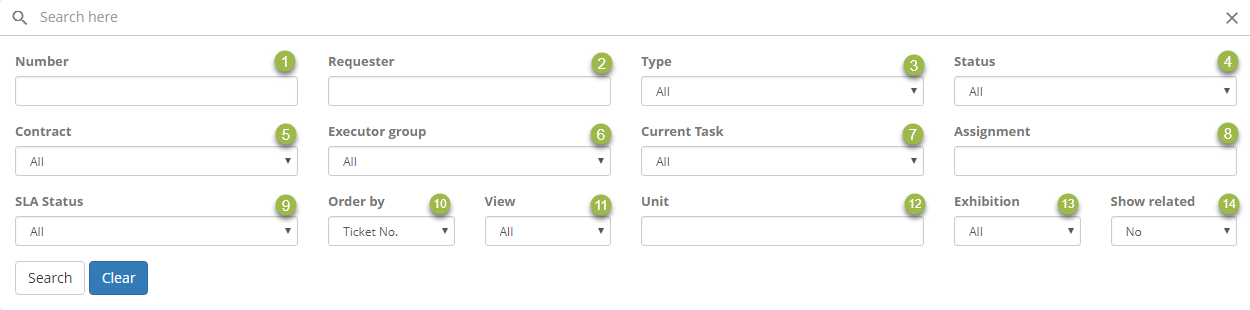 Search here
Number 1 Requester 2 Type 3 Status 4
All All
Contract 5 Executor group 6 Current Task 7 Assignment 8
All All All
SLA Status 9 Order by 10 View 11 Unit 12 Exhibition 13 Show related 14
All Ticket No. All All No
Search Clear